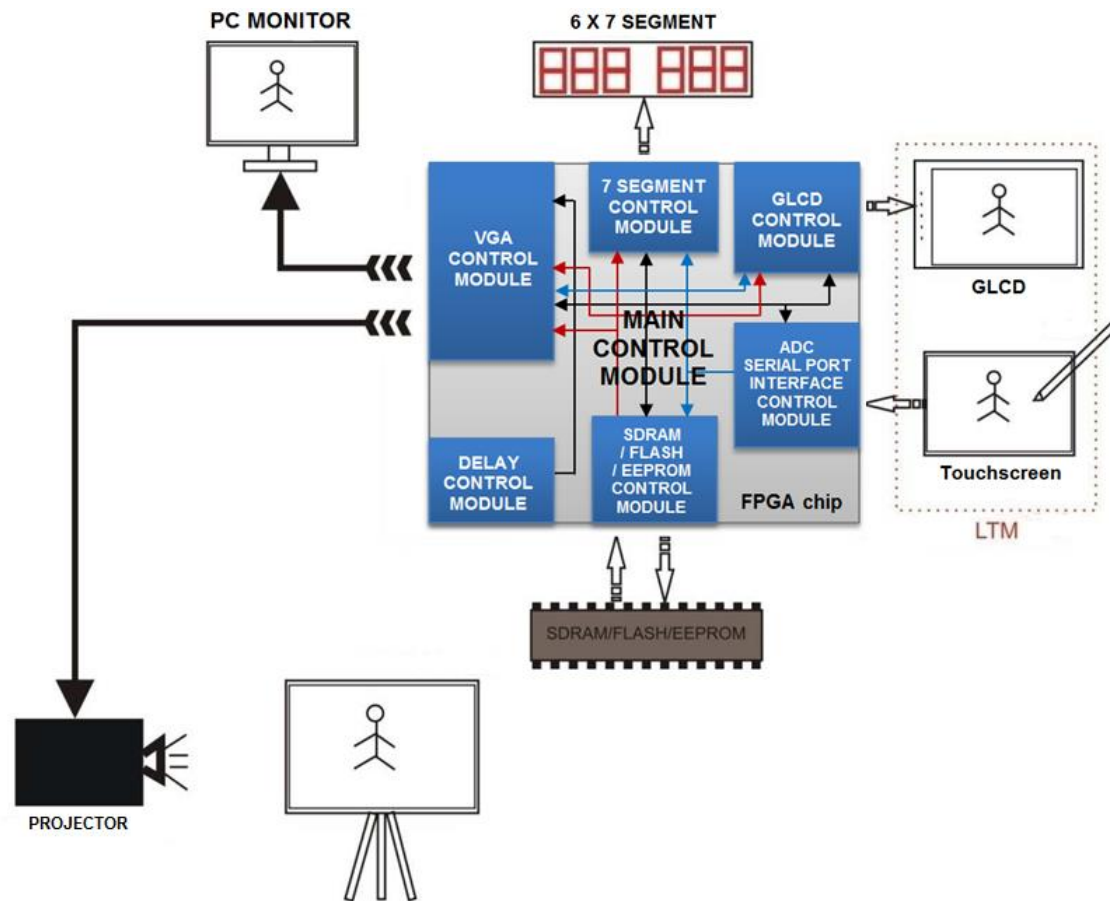 PC MONITOR
6 X 7 SEGMENT
VGA
CONTROL
MODULE
7 SEGMENT
CONTROL
MODULE
GLCD
CONTROL
MODULE
GLCD
MAIN
CONTROL
MODULE
ADC
SERIAL PORT
INTERFACE
CONTROL
MODULE
Touchscreen
LTM
DELAY
CONTROL
MODULE
SDRAM
/ FLASH
/ EEPROM
CONTROL
MODULE
FPGA chip
SDRAM/FLASH/EEPROM
PROJECTOR